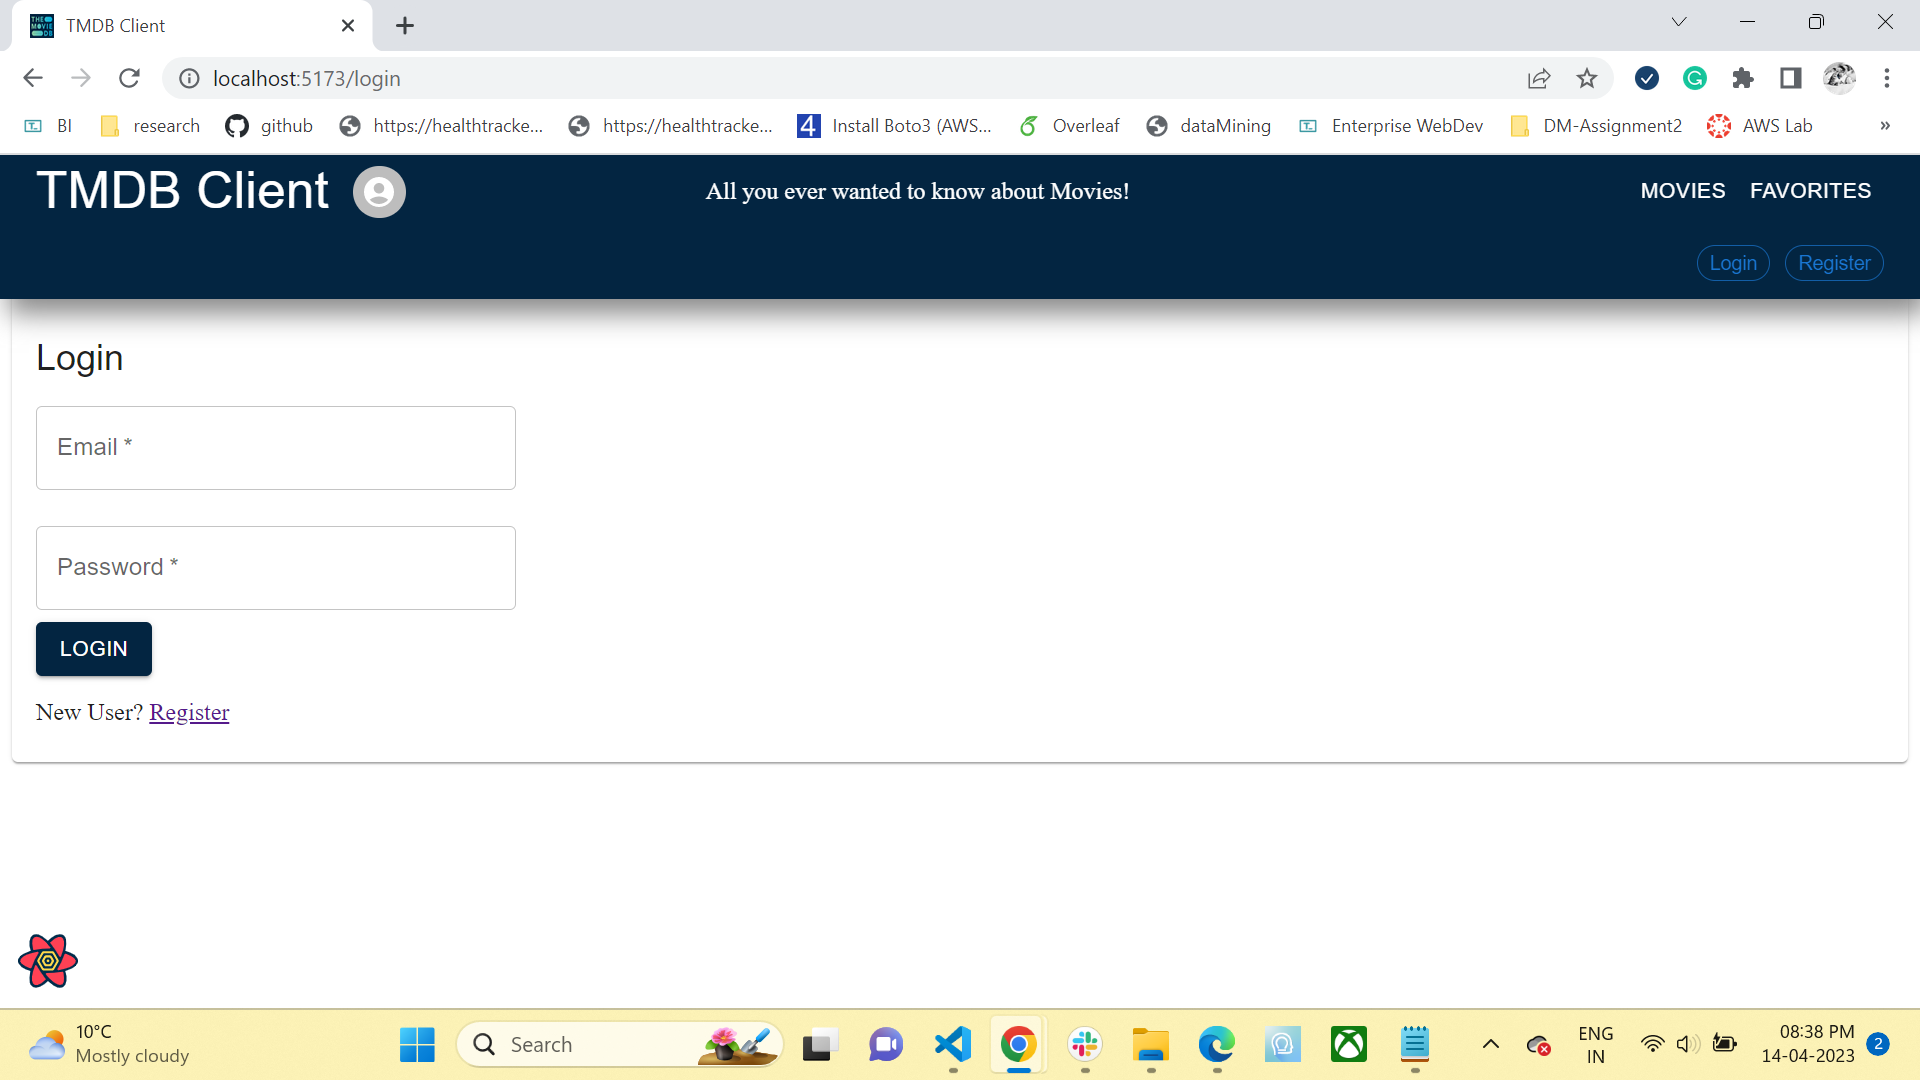 TMDB Client
localhost:5173/login
BI
research
github
https://healthtracke...
https://healthtracke...
4
Install Boto3 (AWS...
Overleaf
dataMining
Enterprise WebDev
DM-Assignment2
AWS Lab
»
TMDB Client
All you ever wanted to know about Movies!
MOVIES
FAVORITES
Login
Register
Login
Email *
Password *
LOGIN
New User? Register
10°C
Mostly cloudy
Search
ENG
IN
08:38 PM
14-04-2023
2